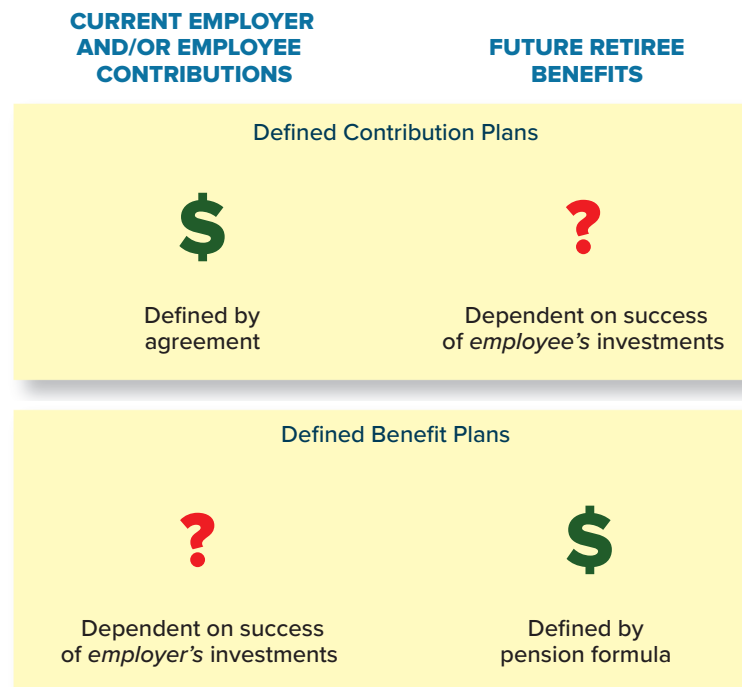 CURRENT EMPLOYER
AND/OR EMPLOYEE
CONTRIBUTIONS
FUTURE RETIREE
BENEFITS
Defined Contribution Plans
$
?
Defined by
agreement
Dependent on success
of employee's investments
Defined Benefit Plans
?
$
Dependent on success
of employer's investments
Defined by
pension formula